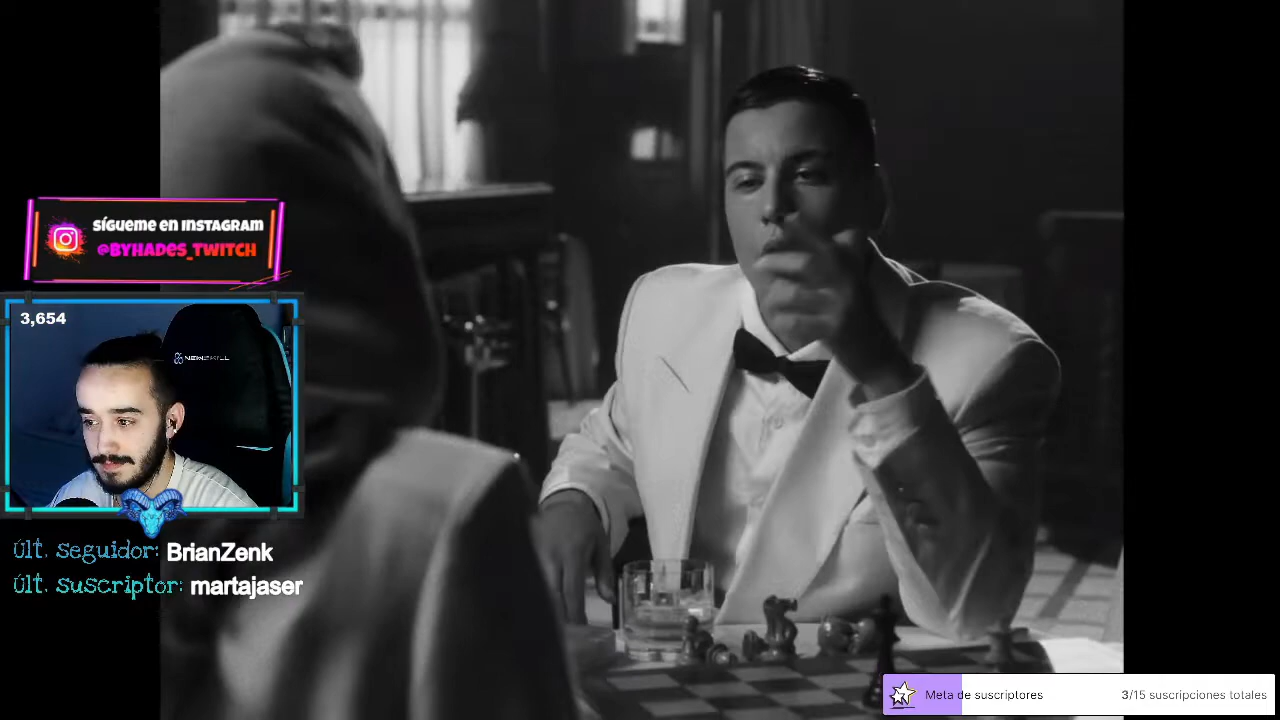 SÍGUEME EN INSTAGRAM
@BYHADES_TWITCH
3,654
NEWSKILL
Últ. seguidor: BrianZenk
Últ. suscriptor: martajaser
Meta de suscriptores 3/15 suscripciones totales